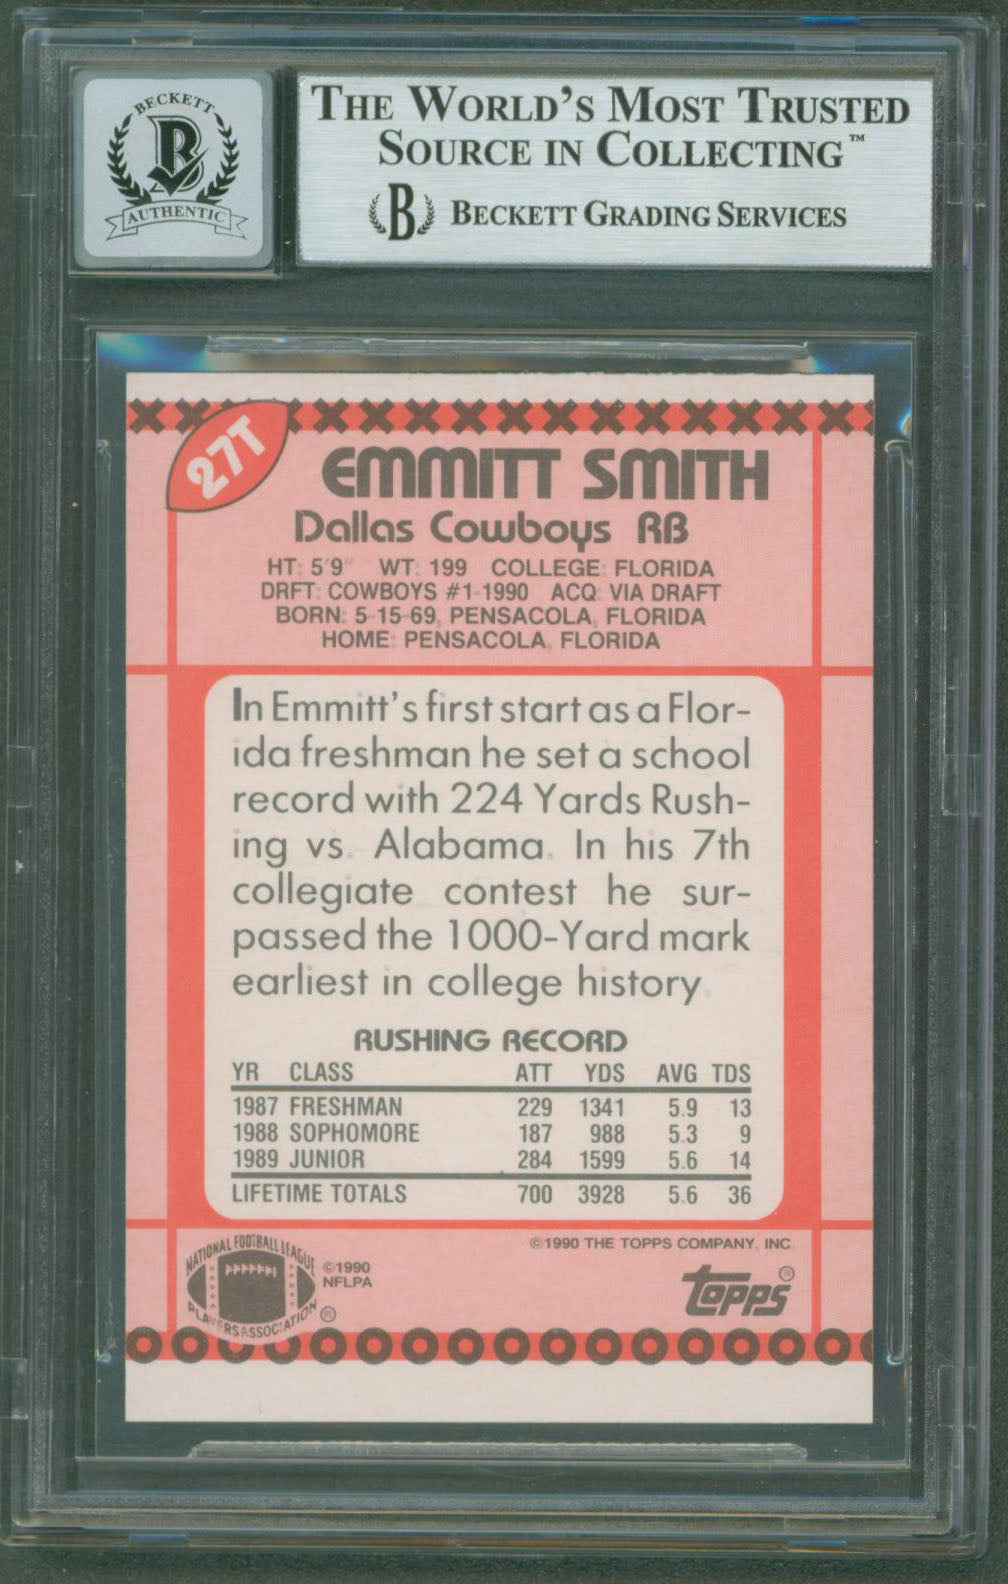 BECKETT
B
AUTHENTIC
THE WORLD'S MOST TRUSTED
SOURCE IN COLLECTING™
B BECKETT GRADING SERVICES
27T
EMMITT SMITH
Dallas Cowboys RB
HT: 5'9" WT: 199 COLLEGE: FLORIDA
DRFT: COWBOYS #1-1990 ACQ: VIA DRAFT
BORN: 5-15-69, PENSACOLA, FLORIDA
HOME: PENSACOLA, FLORIDA
In Emmitt's first start as a Flor-
ida freshman he set a school
record with 224 Yards Rush-
ing vs. Alabama. In his 7th
collegiate contest he sur-
passed the 1000-Yard mark
earliest in college history.
RUSHING RECORD
YR CLASS ATT YDS AVG TDS
1987 FRESHMAN 229 1341 5.9 13
1988 SOPHOMORE 187 988 5.3 9
1989 JUNIOR 284 1599 5.6 14
LIFETIME TOTALS 700 3928 5.6 36
©1990 THE TOPPS COMPANY, INC.
NATIONAL FOOTBALL LEAGUE
PLAYERS ASSOCIATION ®
©1990
NFLPA
topps®